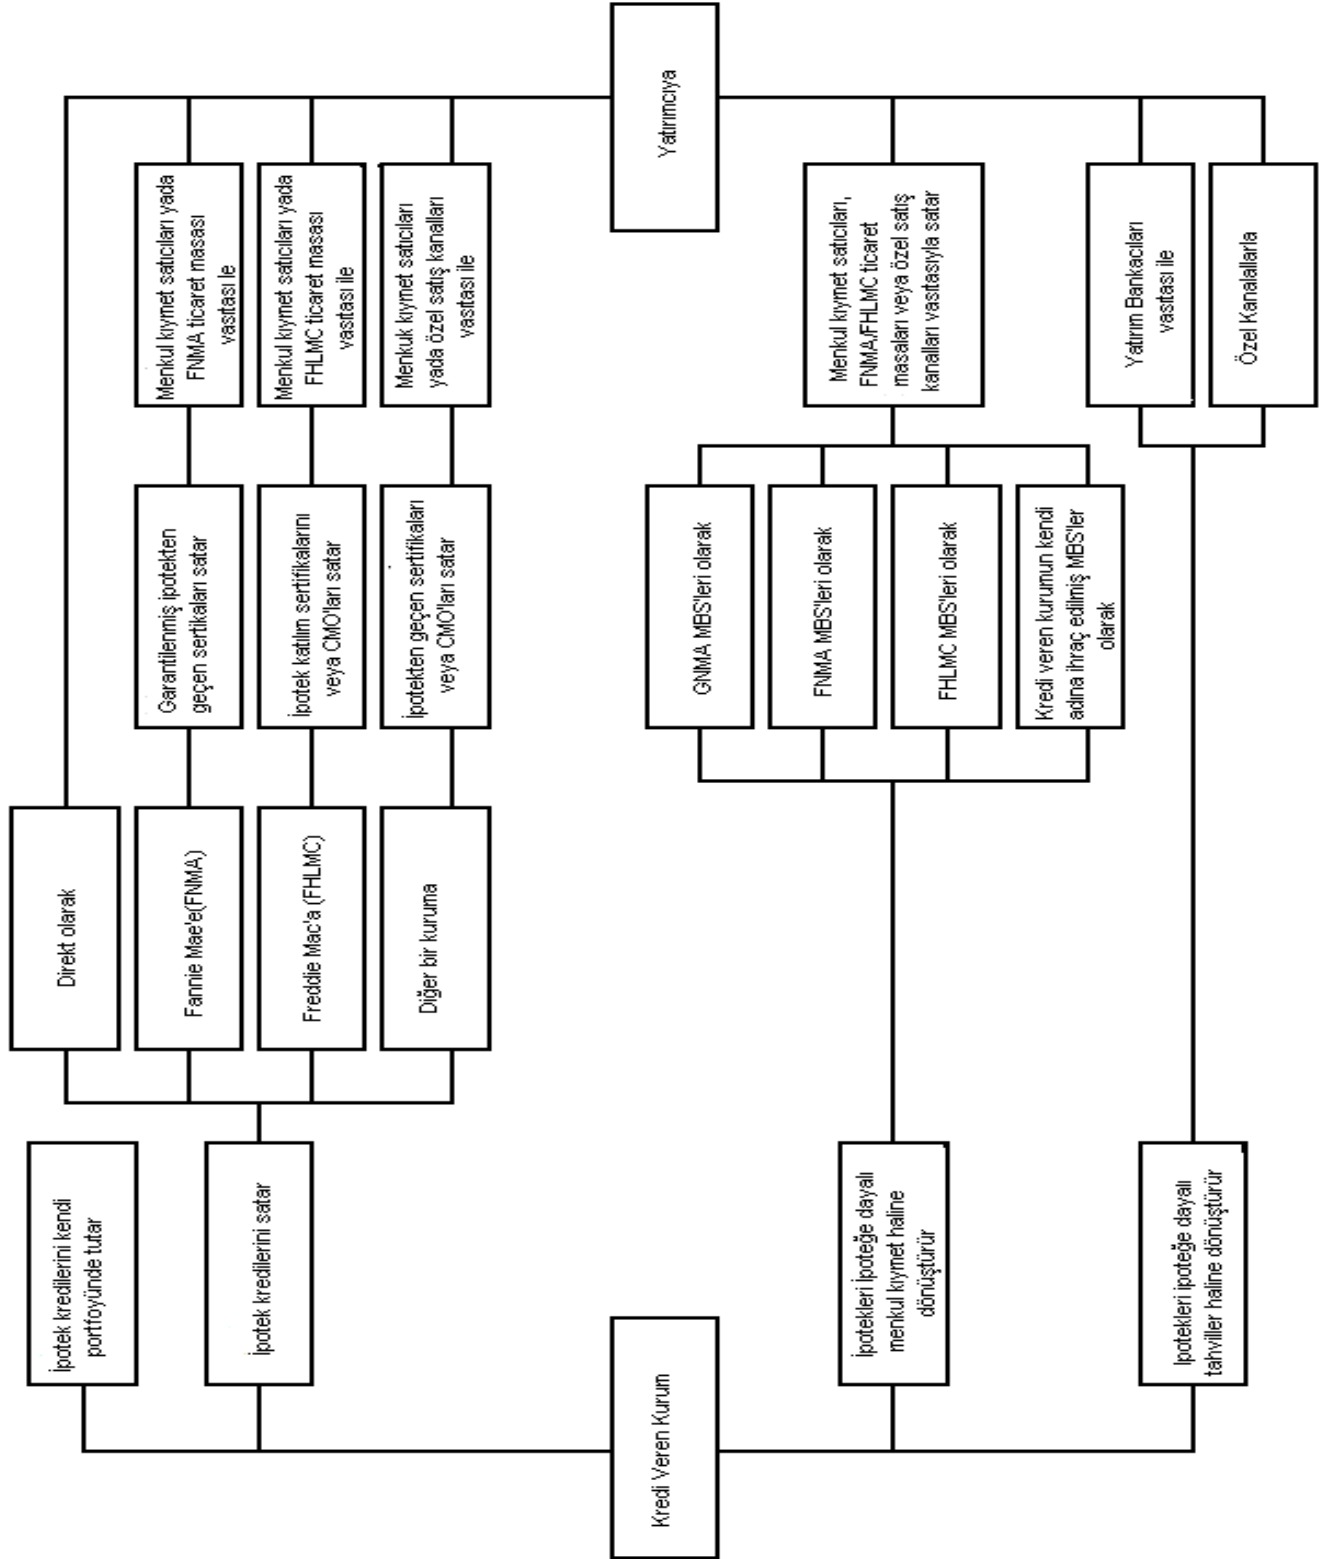 Kredi Veren Kurum
İpotek kredilerini kendi
portfoyünde tutar
İpotek kredilerini satar
İpotekleri İpoteğe dayalı
menkul kıymet haline
dönüştürür
Ipotekleri ipoteğe dayalı
tahviller haline dönüştürür
Direkt olarak
Fannie Mae'e(FNMA)
Freddie Mac'a (FHLMC)
Diğer bir kuruma
Garantilenmiş ipotekten
geçen sertikaları satar
İpotek katılım sertifikalarını
veya CMO'ları satar
İpotekten geçen sertifikaları
veya CMO'ları satar
GNMA MBS'leri olarak
FNMA MBS'leri olarak
FHLMC MBS'leri olarak
Kredi veren kurumun kendi
adına ihraç edilmiş MBS'ler
olarak
Menkul kıymet satıcıları yada
FNMA ticaret masası
vasıtası ıle
Menkul kıymet satıcıları yada
FHLMC ticaret masası
vasıtası ile
Menkuk kıymet satıcıları
yada özel satış kanalları
vasıtası ile
Menkul kıymet satıcıları,
FNMA/FHLMC ticaret
masaları veya özel satış
kanalları vasıtasıyla satar
Yatırım Bankacıları
vasıtası ile
Özel Kanalallarla
Yatırımcıya